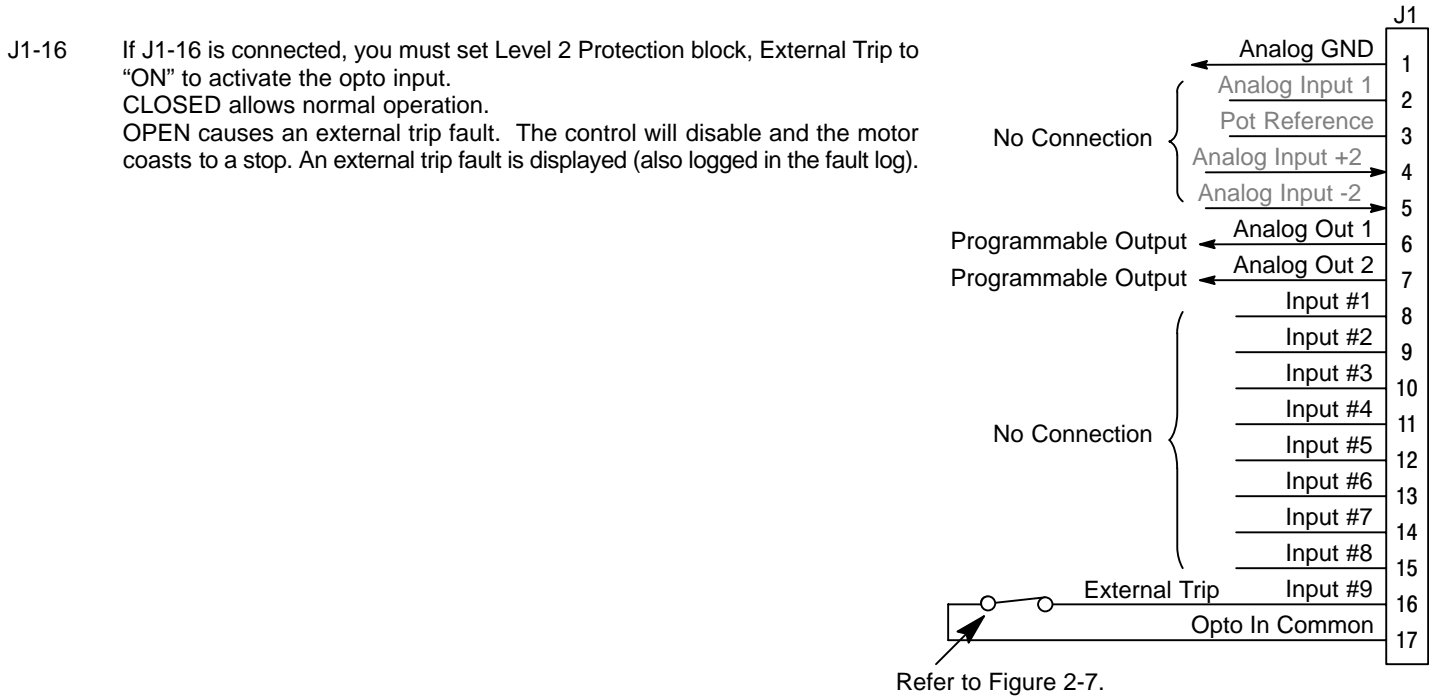 J1-16 If J1-16 is connected, you must set Level 2 Protection block, External Trip to
“ON” to activate the opto input.
CLOSED allows normal operation.
OPEN causes an external trip fault. The control will disable and the motor
coasts to a stop. An external trip fault is displayed (also logged in the fault log).
J1
Analog GND 1
Analog Input 1 2
Pot Reference 3
No Connection
Analog Input +2 4
Analog Input -2 5
Programmable Output Analog Out 1 6
Programmable Output Analog Out 2 7
Input #1 8
Input #2 9
Input #3 10
Input #4 11
No Connection
Input #5 12
Input #6 13
Input #7 14
Input #8 15
External Trip Input #9 16
Opto In Common 17
Refer to Figure 2-7.